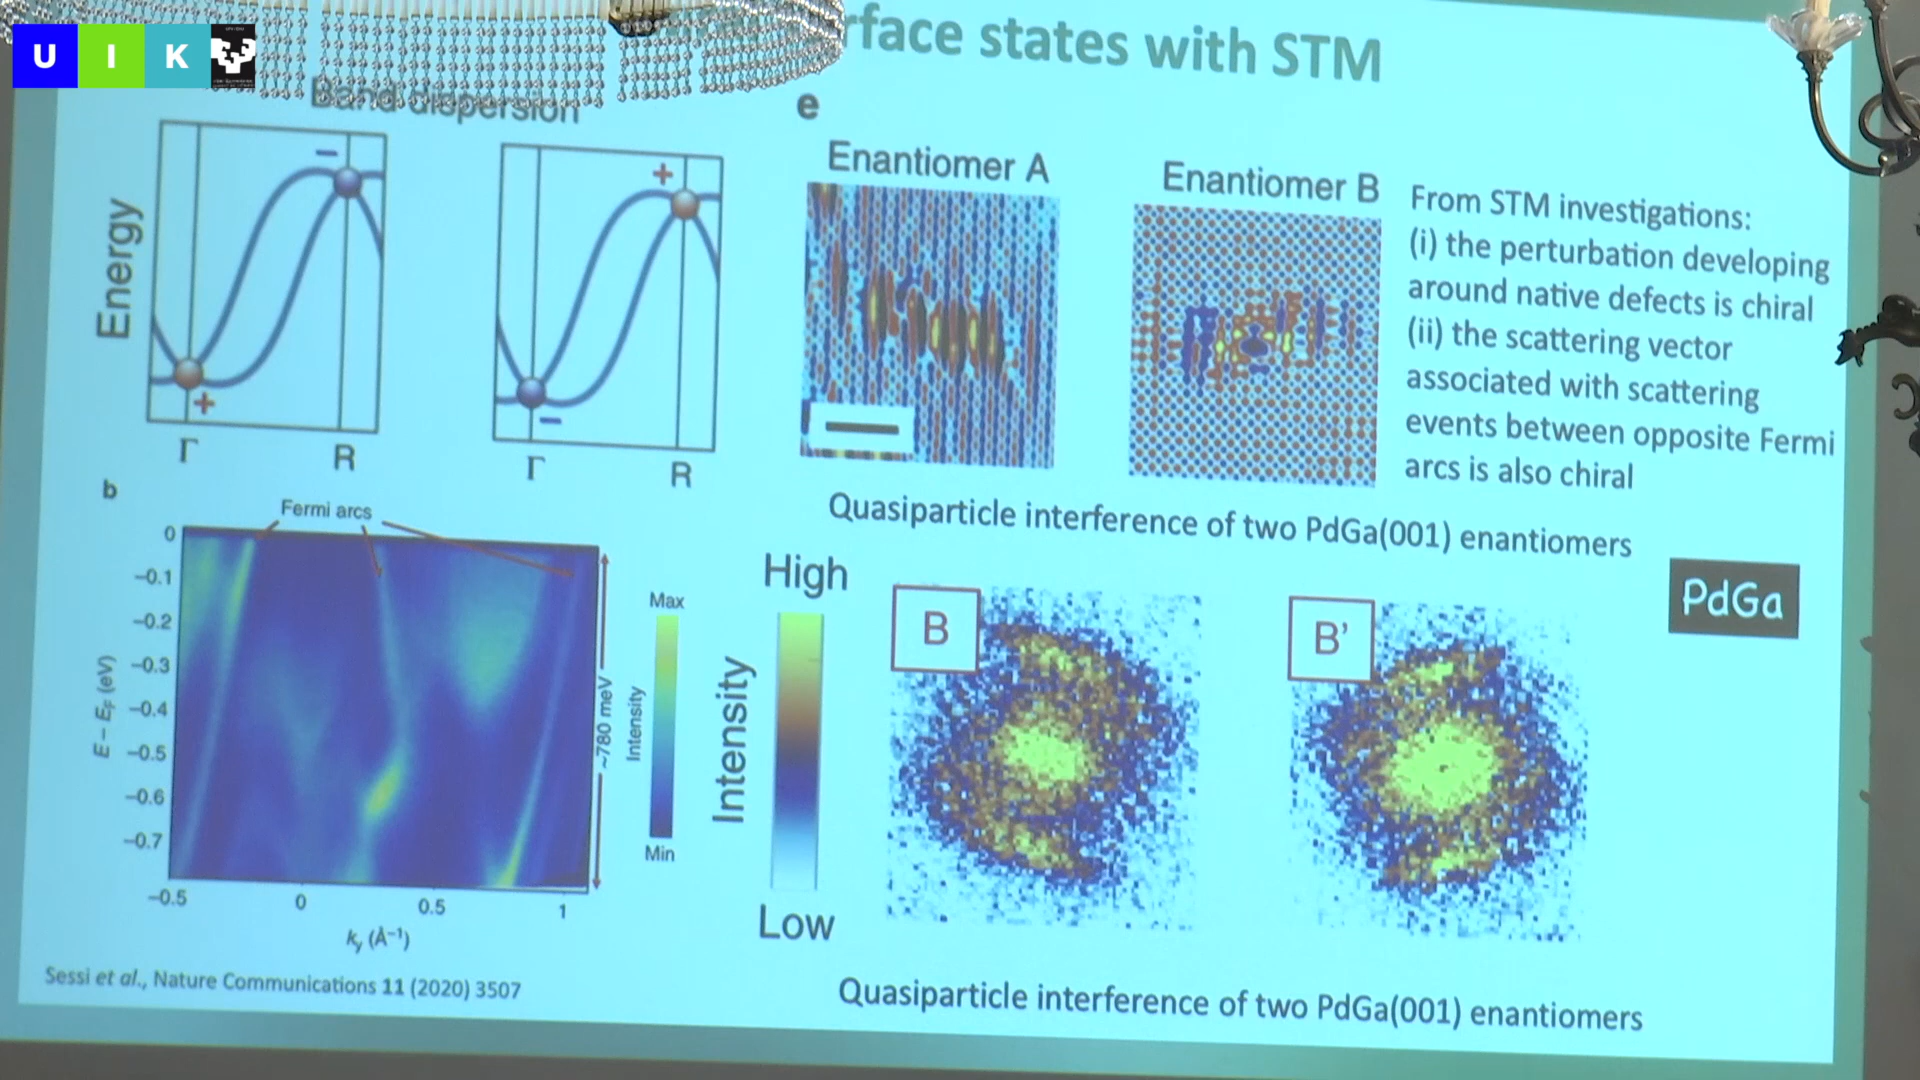 U I K
rface states with STM
Band dispersion
Energy
−
+
Γ
R
+
−
Γ
R
e
Enantiomer A
Enantiomer B
From STM investigations:
(i) the perturbation developing
around native defects is chiral
(ii) the scattering vector
associated with scattering
events between opposite Fermi
arcs is also chiral
Quasiparticle interference of two PdGa(001) enantiomers
b
Fermi arcs
0
−0.1
−0.2
−0.3
−0.4
−0.5
−0.6
−0.7
E − EF (eV)
−0.5
0
0.5
1
ky (Å⁻¹)
~780 meV
Max
Intensity
Min
High
Intensity
Low
B
B’
PdGa
Quasiparticle interference of two PdGa(001) enantiomers
Sessi et al., Nature Communications 11 (2020) 3507